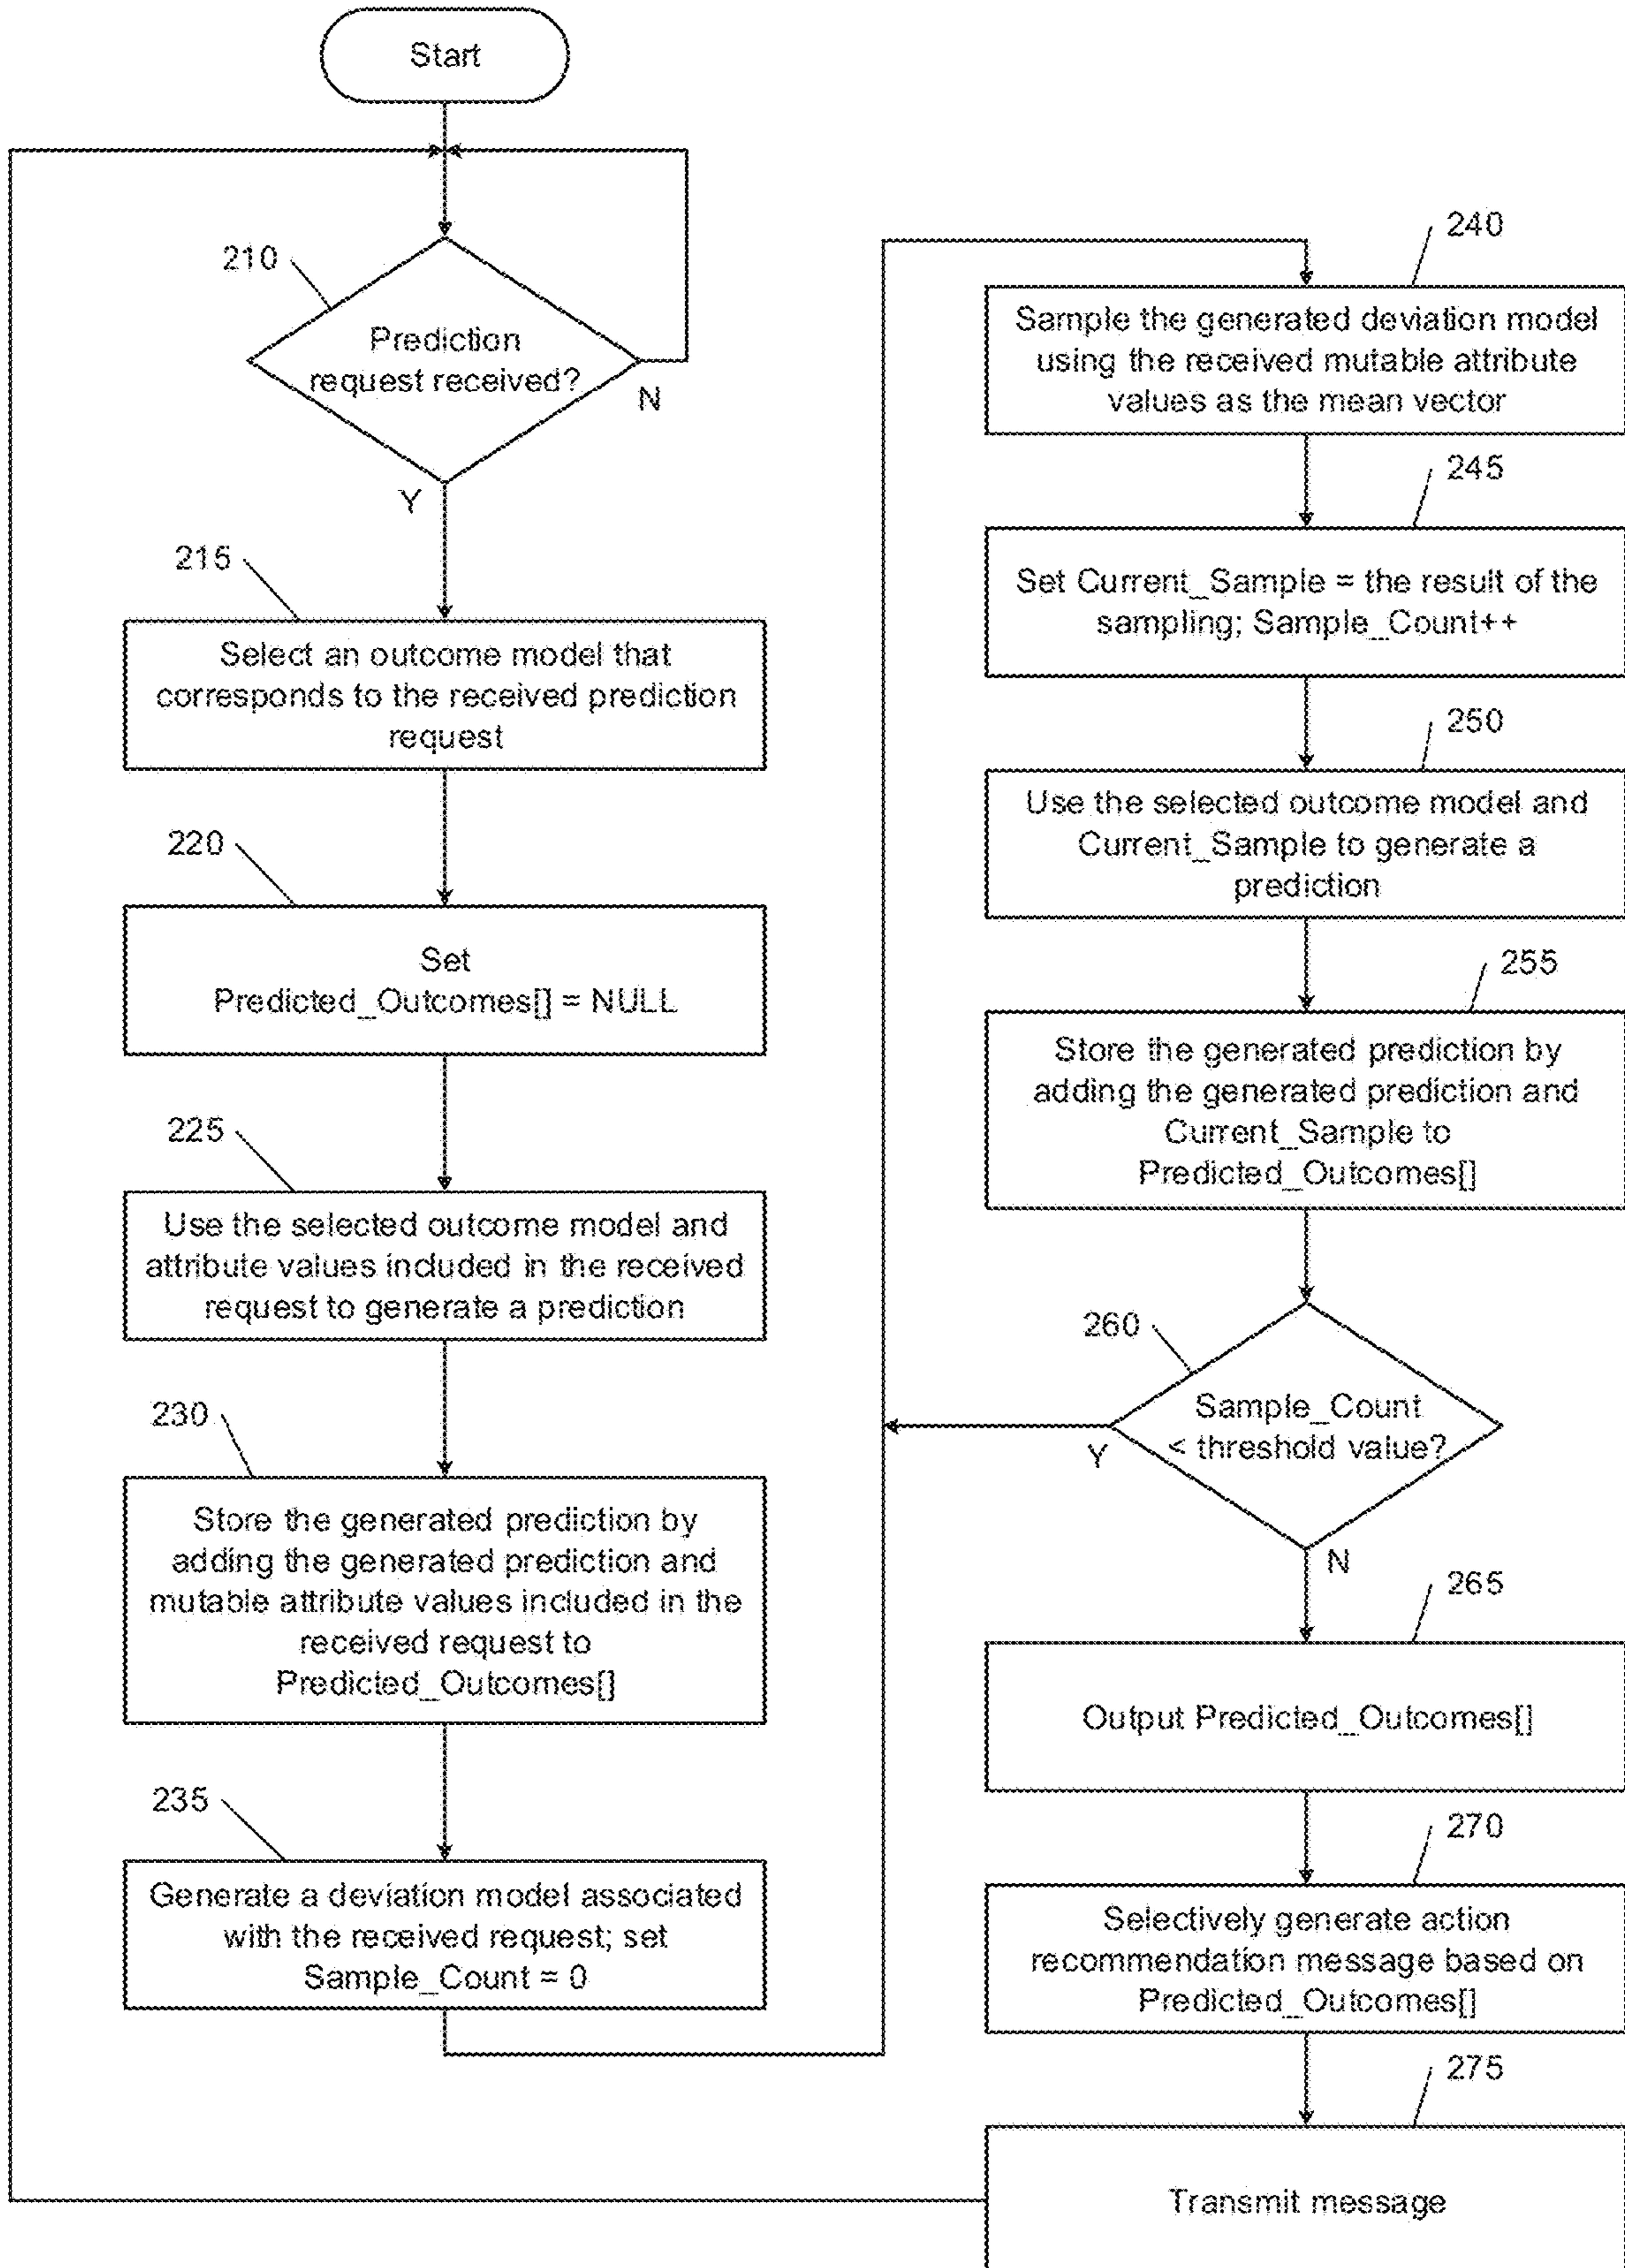 Start
210
Prediction
request received?
N
Y
215
Select an outcome model that
corresponds to the received prediction
request
220
Set
Predicted_Outcomes[] = NULL
225
Use the selected outcome model and
attribute values included in the received
request to generate a prediction
230
Store the generated prediction by
adding the generated prediction and
mutable attribute values included in the
received request to
Predicted_Outcomes[]
235
Generate a deviation model associated
with the received request; set
Sample_Count = 0
240
Sample the generated deviation model
using the received mutable attribute
values as the mean vector
245
Set Current_Sample = the result of the
sampling; Sample_Count++
250
Use the selected outcome model and
Current_Sample to generate a
prediction
255
Store the generated prediction by
adding the generated prediction and
Current_Sample to
Predicted_Outcomes[]
260
Sample_Count
< threshold value?
Y
N
265
Output Predicted_Outcomes[]
270
Selectively generate action
recommendation message based on
Predicted_Outcomes[]
275
Transmit message